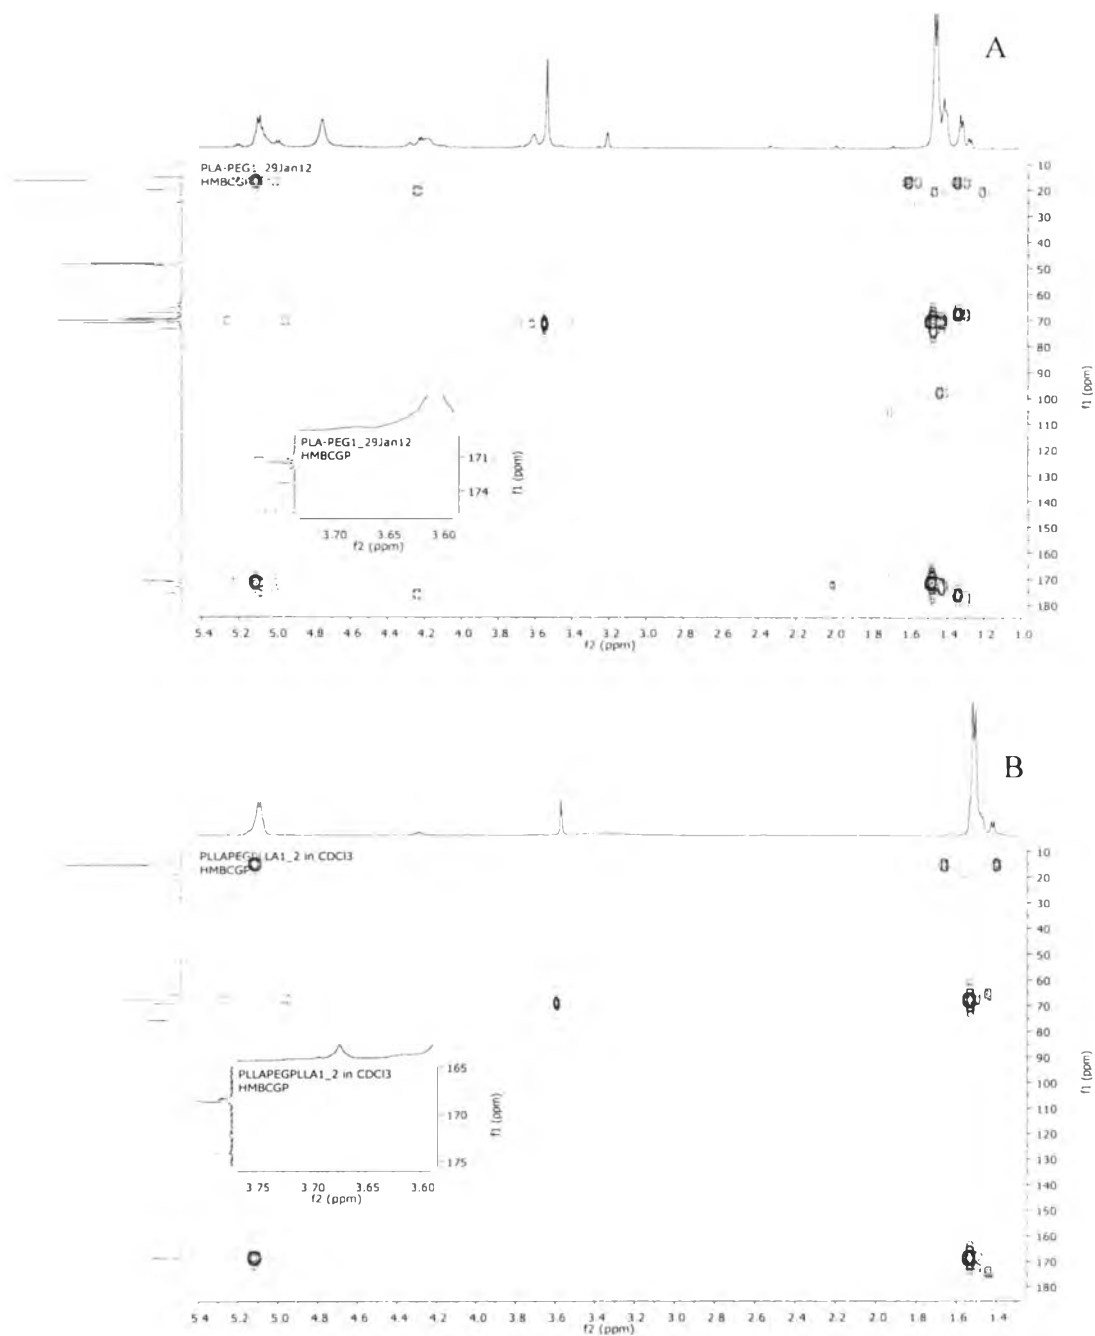 A
PLA-PEG1_29Jan12
HMBCGP
10
20
30
40
50
60
70
80
90
100
110
120
130
140
150
160
170
180
f1 (ppm)
PLA-PEG1_29Jan12
HMBCGP
171
174
f1 (ppm)
3.70 3.65 3.60
f2 (ppm)
5.4 5.2 5.0 4.8 4.6 4.4 4.2 4.0 3.8 3.6 3.4 3.2 3.0 2.8 2.6 2.4 2.2 2.0 1.8 1.6 1.4 1.2 1.0
f2 (ppm)
B
PLLAPEGPLLA1_2 in CDCl3
HMBCGP
10
20
30
40
50
60
70
80
90
100
110
120
130
140
150
160
170
180
f1 (ppm)
PLLAPEGPLLA1_2 in CDCl3
HMBCGP
165
170
175
f1 (ppm)
3.75 3.70 3.65 3.60
f2 (ppm)
5.4 5.2 5.0 4.8 4.6 4.4 4.2 4.0 3.8 3.6 3.4 3.2 3.0 2.8 2.6 2.4 2.2 2.0 1.8 1.6 1.4
f2 (ppm)